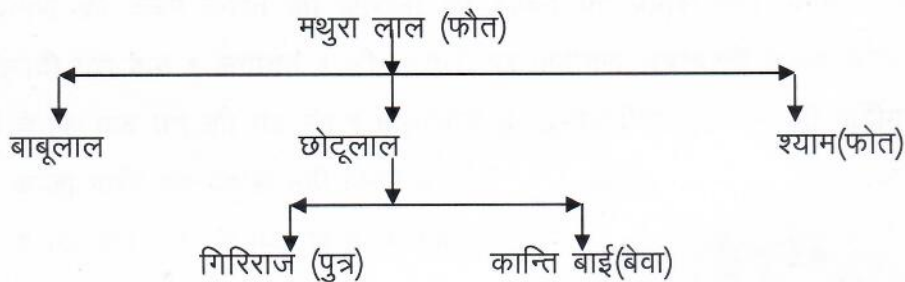 मथुरा लाल (फौत)
बाबूलाल छोटूलाल श्याम(फोत)
गिरिराज (पुत्र) कान्ति बाई(बेवा)